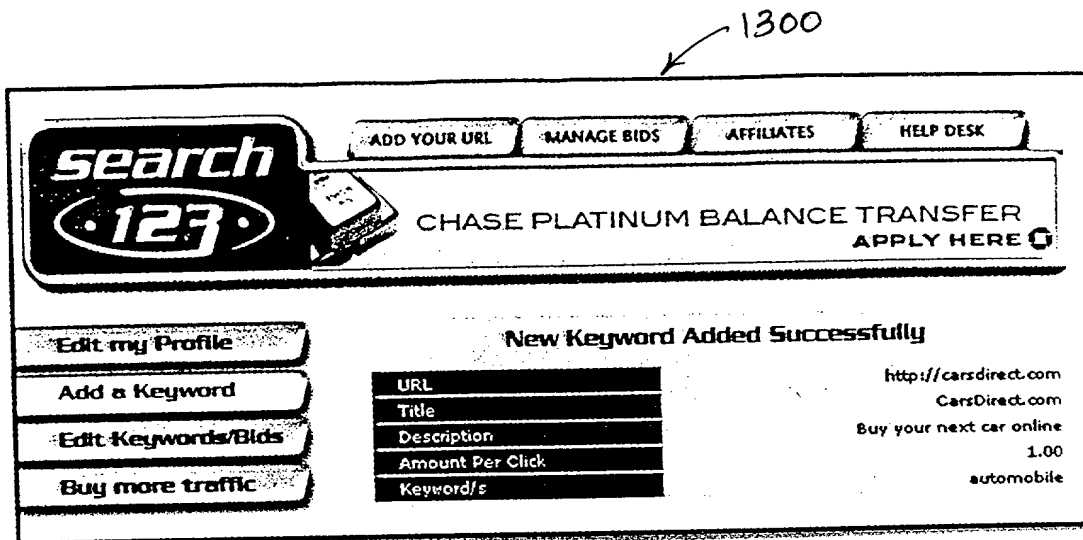 1300
ADD YOUR URL MANAGE BIDS AFFILIATES HELP DESK
search
123
CHASE PLATINUM BALANCE TRANSFER
APPLY HERE
New Keyword Added Successfully
Edit my Profile
Add a Keyword
Edit Keywords/Bids
Buy more traffic
URL http://carsdirect.com
Title CarsDirect.com
Description Buy your next car online
Amount Per Click 1.00
Keyword/s automobile